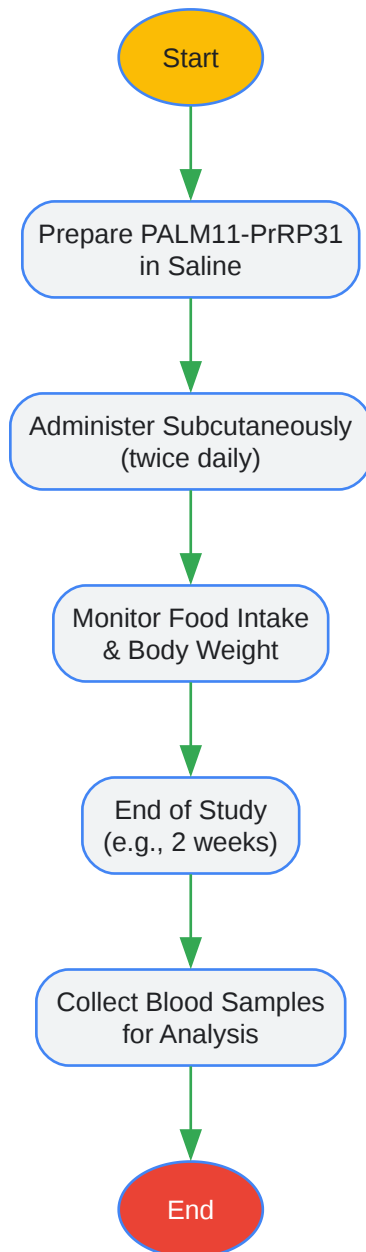 Start
Prepare PALM11-PrRP31
in Saline
Administer Subcutaneously
(twice daily)
Monitor Food Intake
& Body Weight
End of Study
(e.g., 2 weeks)
Collect Blood Samples
for Analysis
End